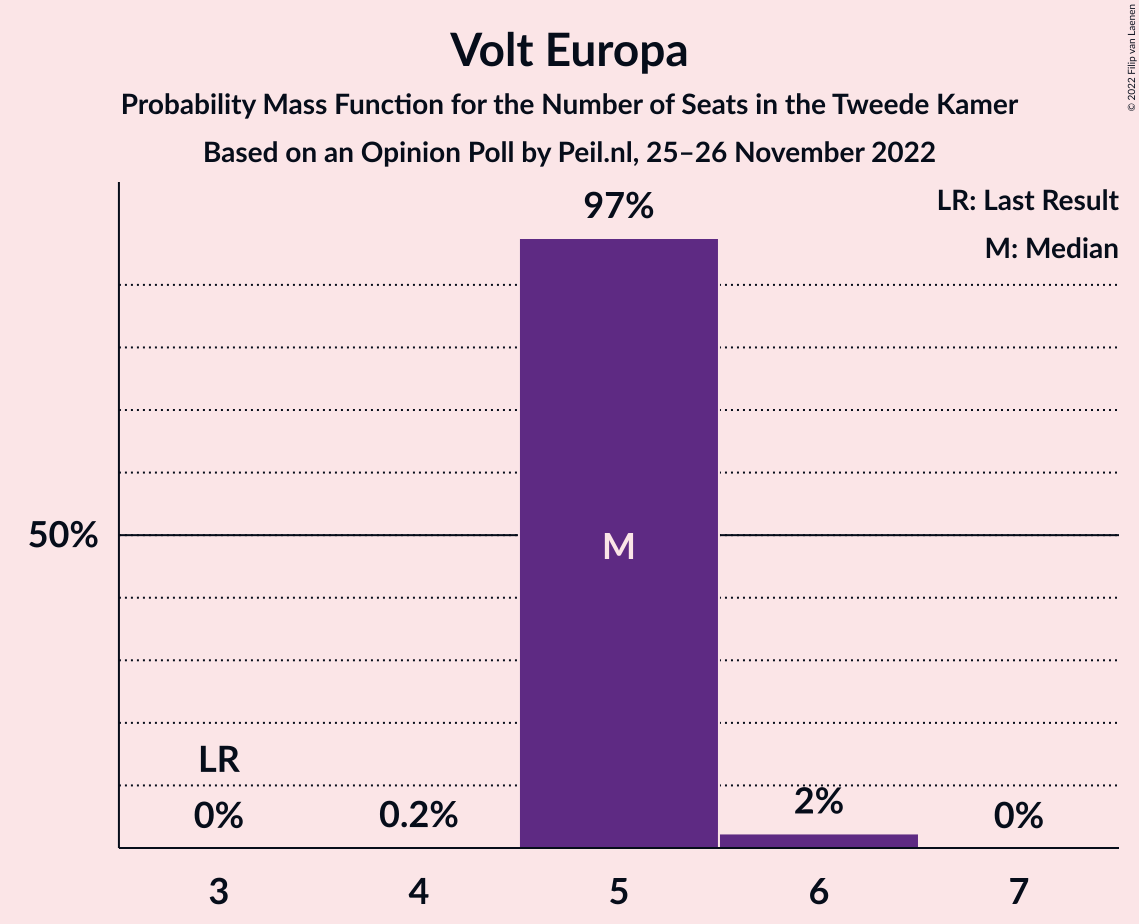 Volt Europa
Probability Mass Function for the Number of Seats in the Tweede Kamer
Based on an Opinion Poll by Peil.nl, 25–26 November 2022
© 2022 Filip van Laenen
LR: Last Result
M: Median
97%
50%
M
LR
0%
0.2%
2%
0%
3
4
5
6
7